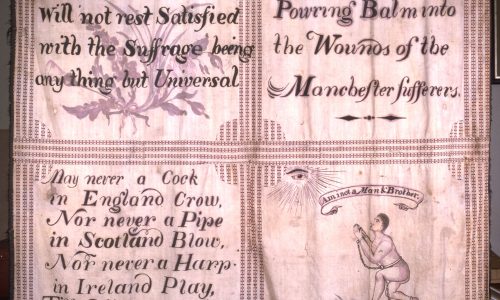 Will not rest Satisfied
with the Suffrage being
any thing but Universal
Powring Balm into
the Wounds of the
Manchester sufferers.
May never a Cock
in England Crow,
Nor never a Pipe
in Scotland Blow,
Nor never a Harp
in Ireland Play,
Am I not a Man & Brother.